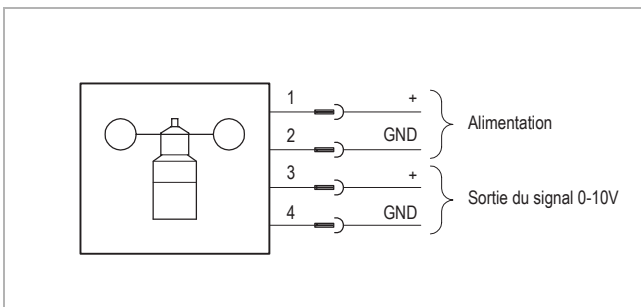 1 +
2 GND
Alimentation
3 +
4 GND
Sortie du signal 0-10V